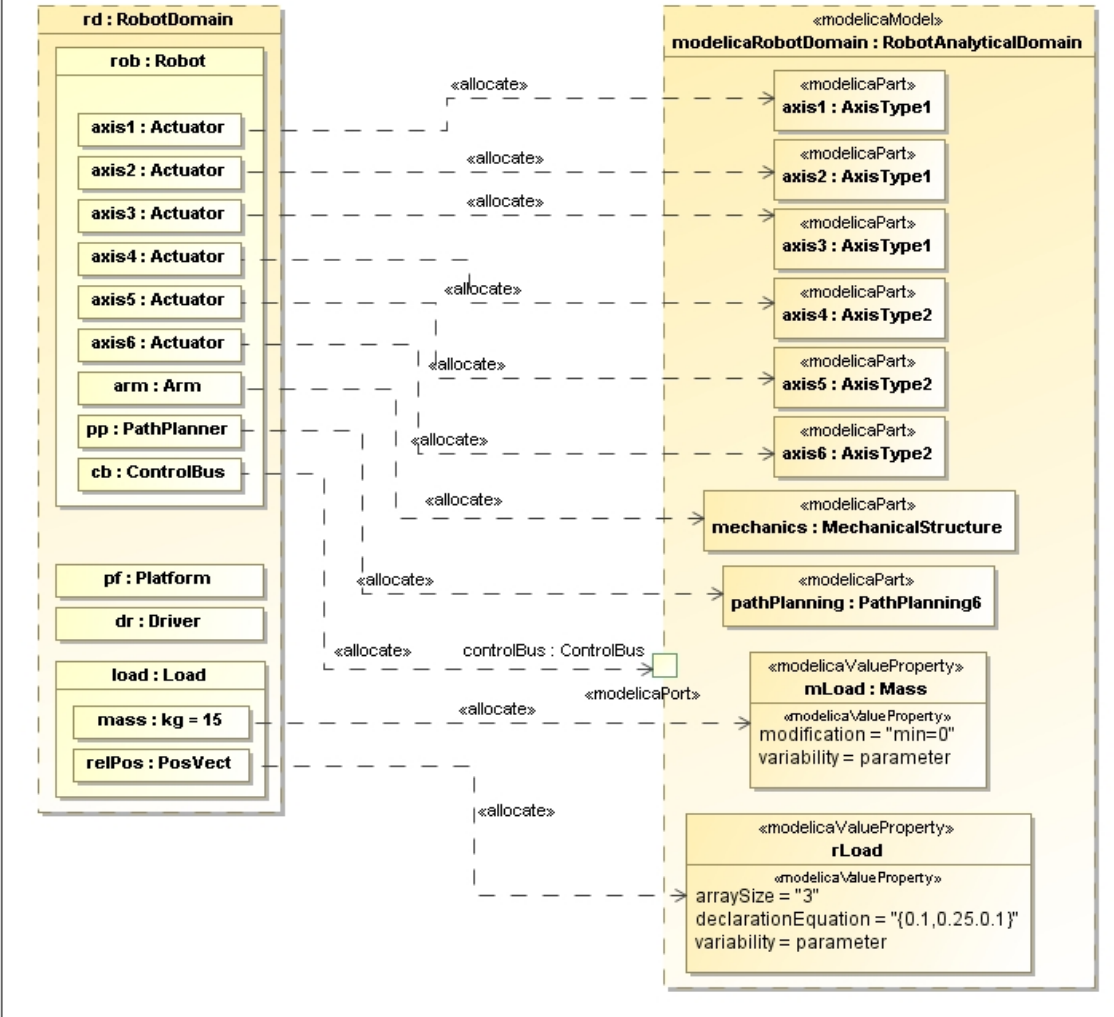 rd : RobotDomain
rob : Robot
axis1 : Actuator
axis2 : Actuator
axis3 : Actuator
axis4 : Actuator
axis5 : Actuator
axis6 : Actuator
arm : Arm
pp : PathPlanner
cb : ControlBus
pf : Platform
dr : Driver
load : Load
mass : kg = 15
relPos : PosVect
«allocate»
«allocate»
«allocate»
«allocate»
«allocate»
«allocate»
«allocate»
«allocate»
«allocate»
«allocate»
«allocate»
controlBus : ControlBus
«modelicaPort»
«modelicaModel»
modelicaRobotDomain : RobotAnalyticalDomain
«modelicaPart»
axis1 : AxisType1
«modelicaPart»
axis2 : AxisType1
«modelicaPart»
axis3 : AxisType1
«modelicaPart»
axis4 : AxisType2
«modelicaPart»
axis5 : AxisType2
«modelicaPart»
axis6 : AxisType2
«modelicaPart»
mechanics : MechanicalStructure
«modelicaPart»
pathPlanning : PathPlanning6
«modelicaValueProperty»
mLoad : Mass
«modelicaValueProperty»
modification = "min=0"
variability = parameter
«modelicaValueProperty»
rLoad
«modelicaValueProperty»
arraySize = "3"
declarationEquation = "{0.1,0.25.0.1}"
variability = parameter